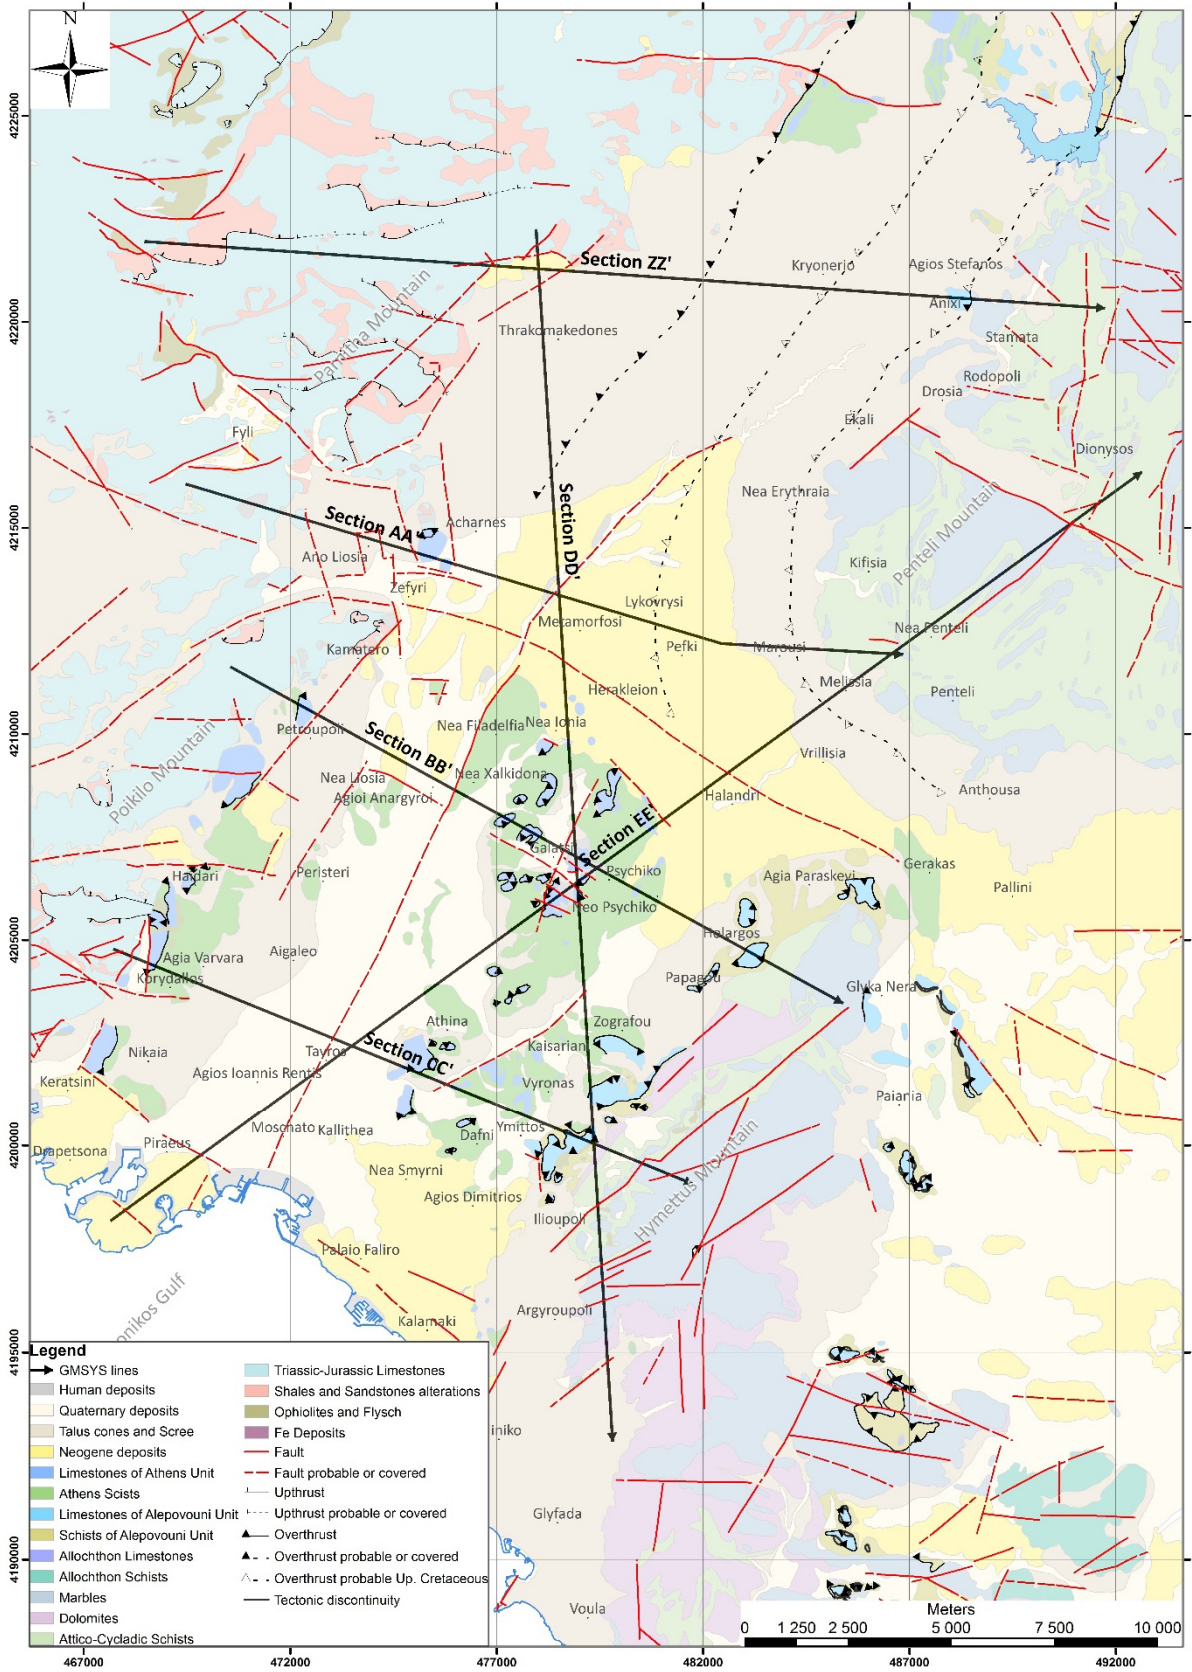 N
4225000
4220000
4215000
4210000
4205000
4200000
4195000
4190000
Section ZZ'
Kryonerio
Agios Stefanos
Anixi
Parnitha Mountain
Thrakomakedones
Stamata
Rodopoli
Drosia
Ekali
Fyli
Dionysos
Section DD'
Nea Erythraia
Penteli Mountain
Section AA'
Acharnes
Ano Liosia
Kifisia
Zefyri
Lykovrysi
Metamorfosi
Nea Penteli
Kamatero
Pefki
Marousi
Melissia
Herakleion
Penteli
Petroupoli
Nea Filadelfia
Nea Ionia
Section BB'
Vrillisia
Poikilo Mountain
Nea Liosia
Nea Xalkidona
Agioi Anargyroi
Halandri
Anthousa
Section EE'
Galatsi
Gerakas
Haidari
Peristeri
Psychiko
Agia Paraskevi
Pallini
Neo Psychiko
Holargos
Aigaleo
Agia Varvara
Korydallos
Papagou
Glyka Nera
Athina
Zografou
Nikaia
Tavros
Section CC'
Kaisarian
Keratsini
Agios Ioannis Rentis
Vyronas
Paiania
Moschato
Kallithea
Ymittos
Drapetsona
Piraeus
Dafni
Nea Smyrni
Hymettus Mountain
Agios Dimitrios
Ilioupoli
Palaio Faliro
onikos Gulf
Argyroupoli
Kalamaki
iniko
Glyfada
Voula
Legend
GMSYS lines
Human deposits
Quaternary deposits
Talus cones and Scree
Neogene deposits
Limestones of Athens Unit
Athens Scists
Limestones of Alepovouni Unit
Schists of Alepovouni Unit
Allochthon Limestones
Allochthon Schists
Marbles
Dolomites
Attico-Cycladic Schists
Triassic-Jurassic Limestones
Shales and Sandstones alterations
Ophiolites and Flysch
Fe Deposits
Fault
Fault probable or covered
Upthrust
Upthrust probable or covered
Overthrust
Overthrust probable or covered
Overthrust probable Up. Cretaceous
Tectonic discontinuity
Meters
0 1 250 2 500 5 000 7 500 10 000
467000 472000 477000 482000 487000 492000